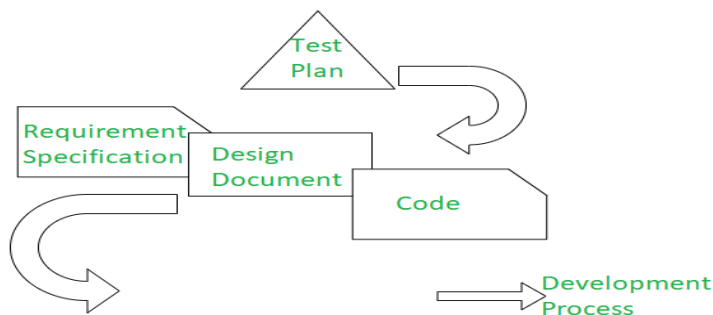 Test
Plan
Requirement
Specification
Design
Document
Code
Development
Process